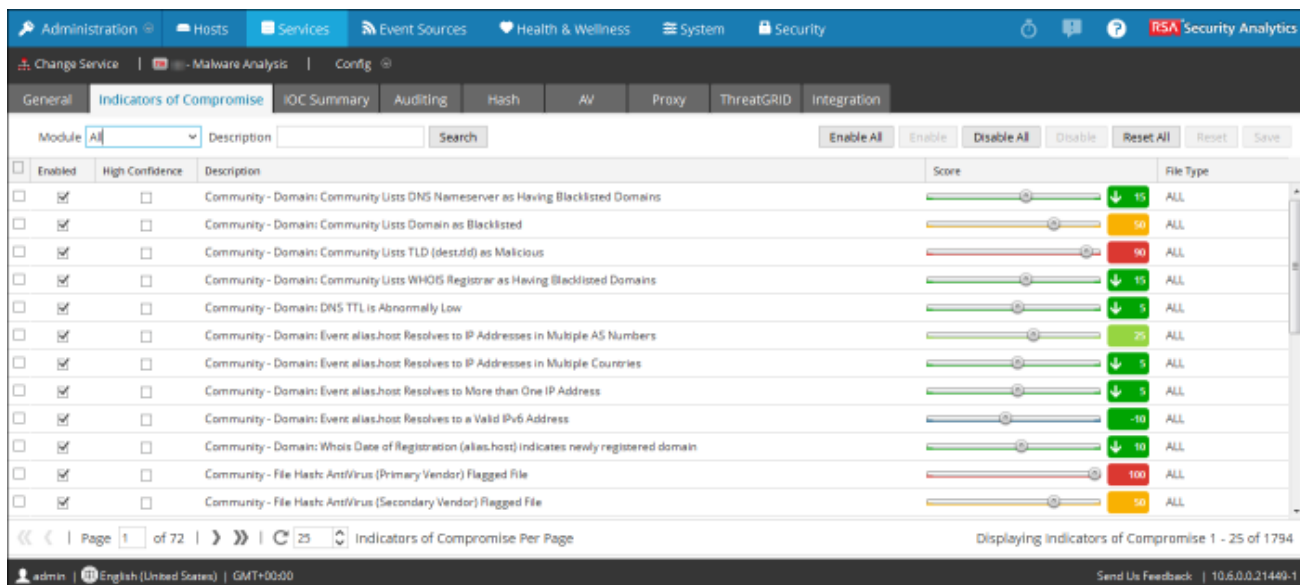 Administration Hosts Services Event Sources Health & Wellness System Security RSA Security Analytics
Change Service | - Malware Analysis | Config
General Indicators of Compromise IOC Summary Auditing Hash AV Proxy ThreatGRID Integration
Module All Description Search Enable All Enable Disable All Disable Reset All Reset Save
Enabled High Confidence Description Score File Type
Community - Domain: Community Lists DNS Nameserver as Having Blacklisted Domains 15 ALL
Community - Domain: Community Lists Domain as Blacklisted 50 ALL
Community - Domain: Community Lists TLD (dest.tld) as Malicious 90 ALL
Community - Domain: Community Lists WHOIS Registrar as Having Blacklisted Domains 15 ALL
Community - Domain: DNS TTL is Abnormally Low 5 ALL
Community - Domain: Event alias.host Resolves to IP Addresses in Multiple AS Numbers 25 ALL
Community - Domain: Event alias.host Resolves to IP Addresses in Multiple Countries 5 ALL
Community - Domain: Event alias.host Resolves to More than One IP Address 5 ALL
Community - Domain: Event alias.host Resolves to a Valid IPv6 Address -10 ALL
Community - Domain: Whois Date of Registration (alias.host) indicates newly registered domain 10 ALL
Community - File Hash: AntiVirus (Primary Vendor) Flagged File 100 ALL
Community - File Hash: AntiVirus (Secondary Vendor) Flagged File 50 ALL
Page 1 of 72 | 25 Indicators of Compromise Per Page Displaying Indicators of Compromise 1 - 25 of 1794
admin | English (United States) | GMT+00:00 Send Us Feedback | 10.6.0.0.21449-1